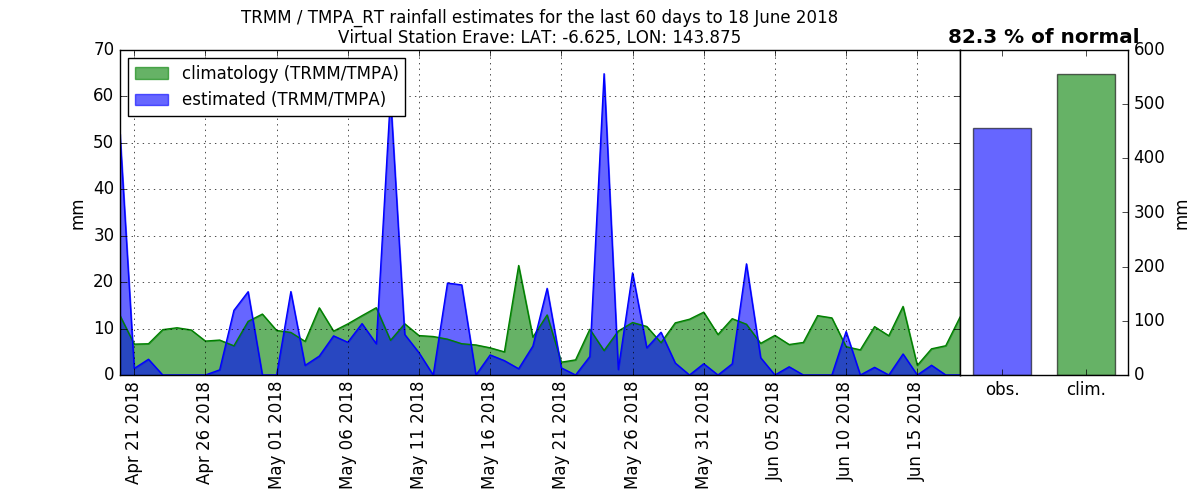 TRMM / TMPA_RT rainfall estimates for the last 60 days to 18 June 2018
Virtual Station Erave: LAT: -6.625, LON: 143.875
82.3 % of normal
climatology (TRMM/TMPA)
estimated (TRMM/TMPA)
mm
70
60
50
40
30
20
10
0
Apr 21 2018
Apr 26 2018
May 01 2018
May 06 2018
May 11 2018
May 16 2018
May 21 2018
May 26 2018
May 31 2018
Jun 05 2018
Jun 10 2018
Jun 15 2018
600
500
400
300
200
100
0
mm
obs.
clim.